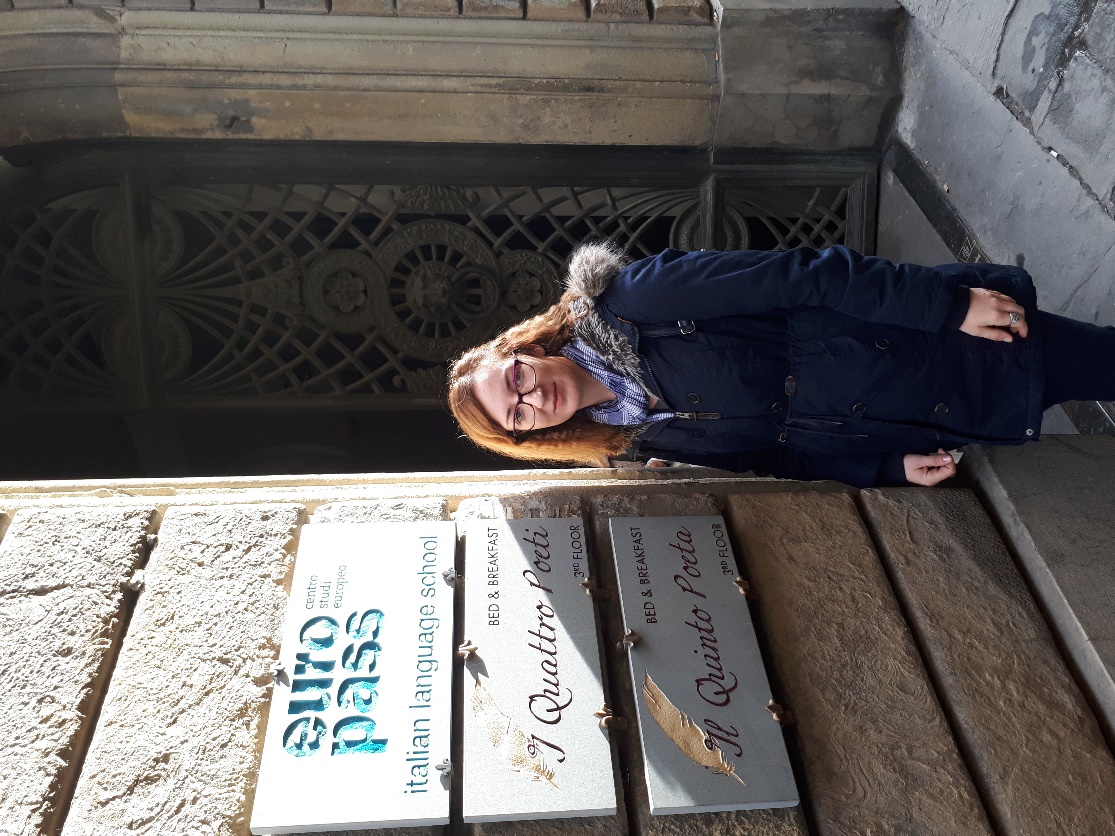 euro
pass
centro
studi
europeo
italian language school
BED & BREAKFAST
I Quattro Poeti
3RD FLOOR
BED & BREAKFAST
Il Quinto Poeta
3RD FLOOR